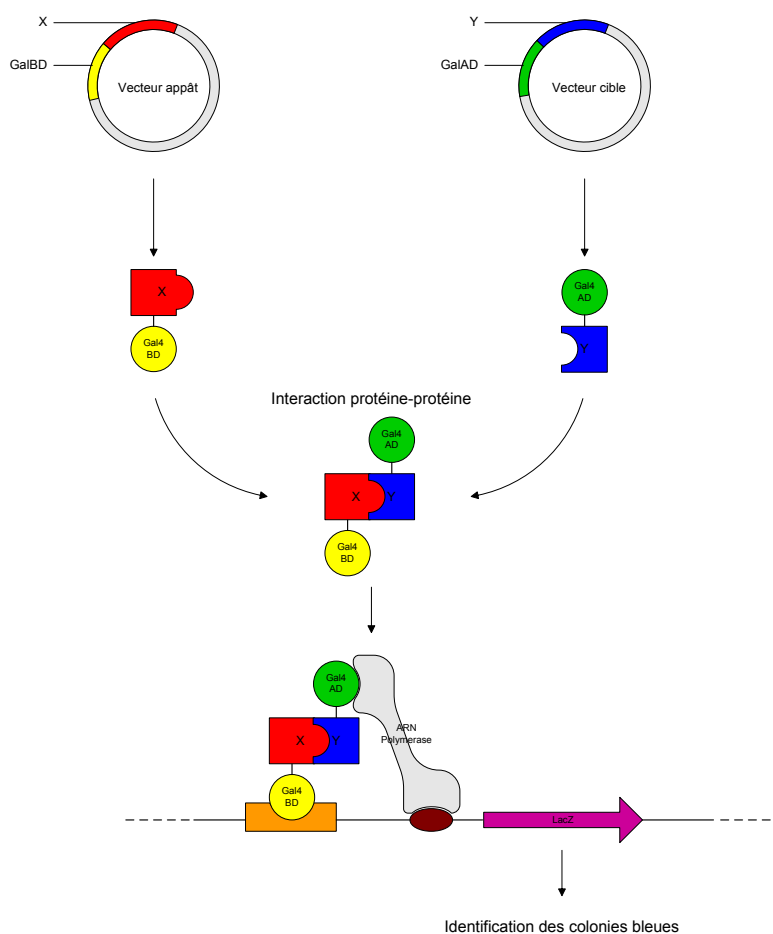 X
GalBD
Vecteur appât
Y
GalAD
Vecteur cible
X
Gal4
BD
Gal4
AD
Y
Interaction protéine-protéine
Gal4
AD
X
Y
Gal4
BD
Gal4
AD
X
Y
ARN
Polymerase
Gal4
BD
LacZ
Identification des colonies bleues